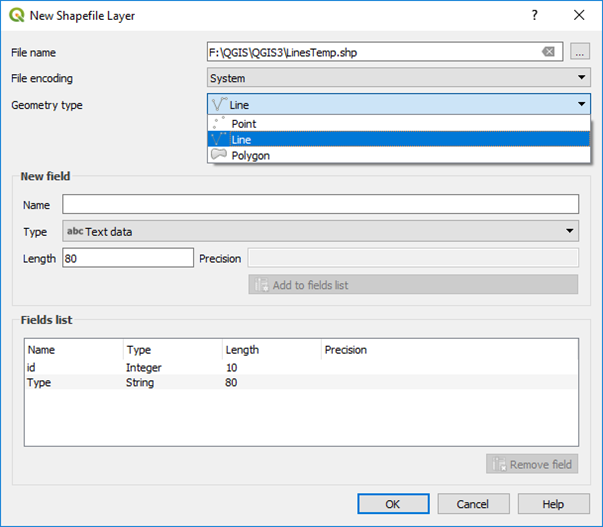 New Shapefile Layer ? ×
File name F:\QGIS\QGIS3\LinesTemp.shp ...
File encoding System
Geometry type Line
Point
Line
Polygon
New field
Name
Type abc Text data
Length 80 Precision
Add to fields list
Fields list
Name Type Length Precision
id Integer 10
Type String 80
Remove field
OK Cancel Help